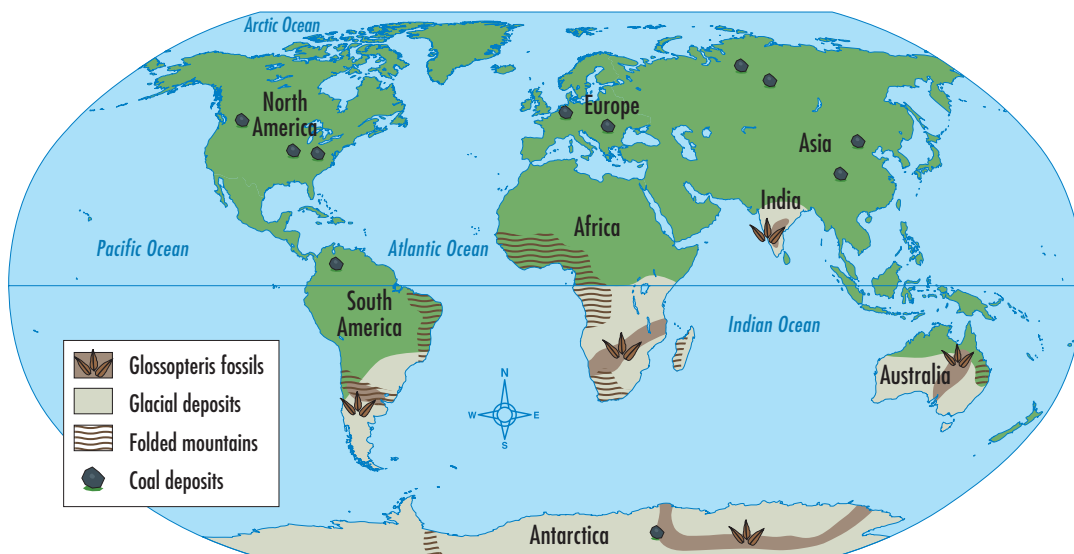 Arctic Ocean
North
America
Europe
Asia
India
Africa
Pacific Ocean
Atlantic Ocean
South
America
Indian Ocean
Australia
N
W
E
S
Glossopteris fossils
Glacial deposits
Folded mountains
Coal deposits
Antarctica